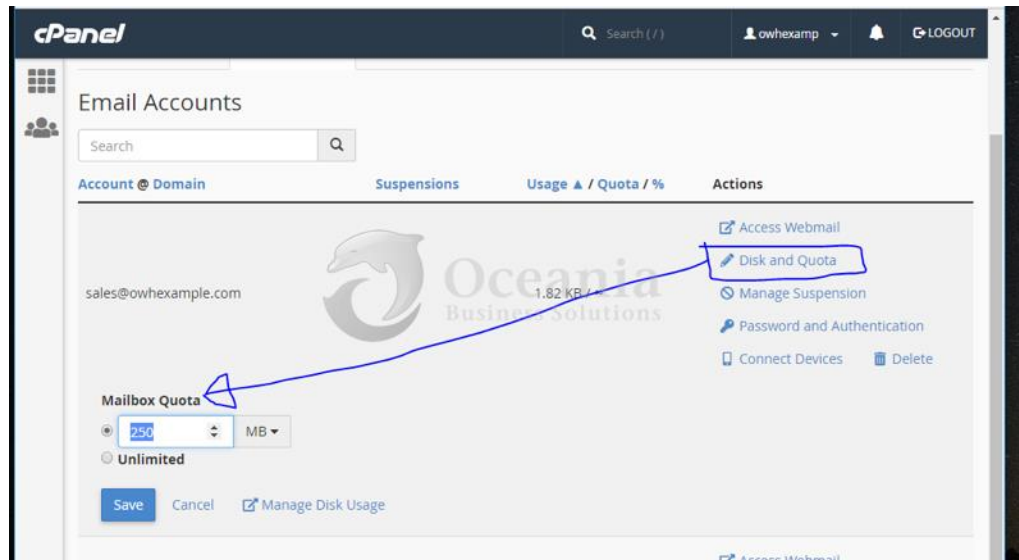 cPanel Search ( / ) owhexamp LOGOUT
Email Accounts
Search
Account @ Domain Suspensions Usage ▲ / Quota / % Actions
Access Webmail
Disk and Quota
sales@owhexample.com 1.82 KB / ∞ Manage Suspension
Oceania
Business Solutions
Password and Authentication
Connect Devices Delete
Mailbox Quota
250 MB
Unlimited
Save Cancel Manage Disk Usage
Access Webmail